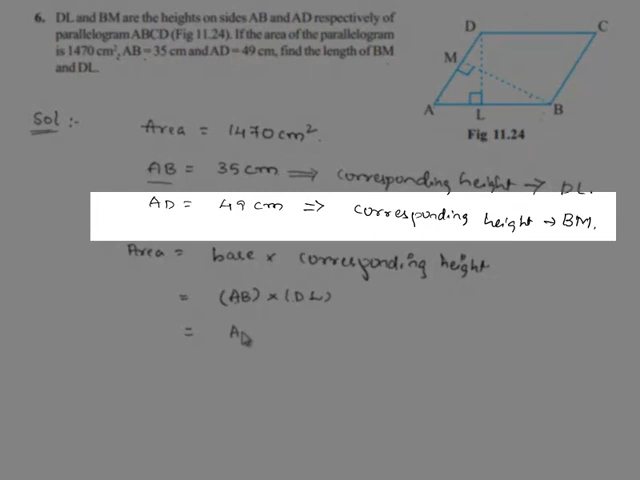 6. DL and BM are the heights on sides AB and AD respectively of
parallelogram ABCD (Fig 11.24). If the area of the parallelogram
is 1470 cm², AB = 35 cm and AD = 49 cm, find the length of BM
and DL.
D
C
M
A
L
B
Fig 11.24
Sol :-
Area = 1470 cm².
AB = 35 cm ⟹ corresponding height → DL.
AD = 49 cm ⟹ corresponding height → BM.
Area = base × corresponding height
= (AB) × (DL)
= AD